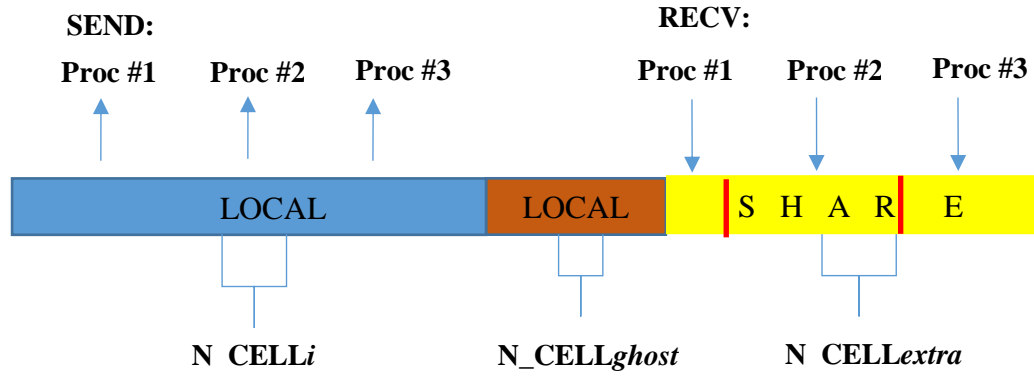 SEND:
RECV:
Proc #1 Proc #2 Proc #3 Proc #1 Proc #2 Proc #3
LOCAL LOCAL S H A R E
N CELLi N_CELLghost N CELLextra